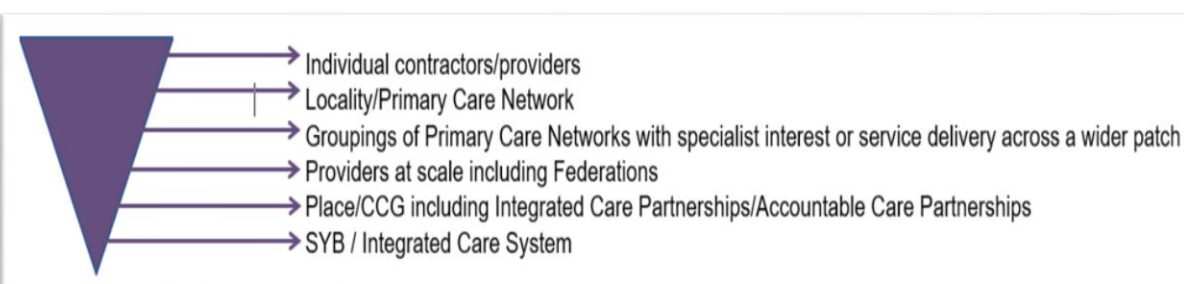 Individual contractors/providers
Locality/Primary Care Network
Groupings of Primary Care Networks with specialist interest or service delivery across a wider patch
Providers at scale including Federations
Place/CCG including Integrated Care Partnerships/Accountable Care Partnerships
SYB / Integrated Care System